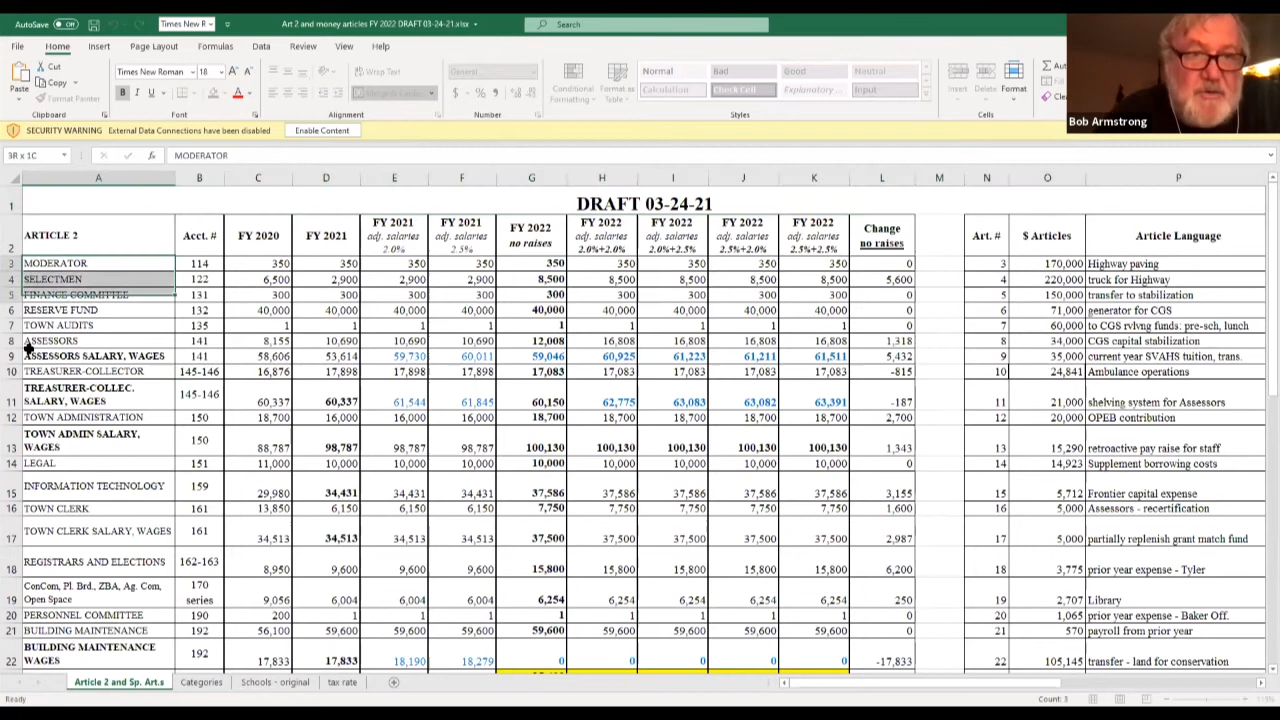 AutoSave Off Times New R Art 2 and money articles FY 2022 DRAFT 03-24-21.xlsx Search
File Home Insert Page Layout Formulas Data Review View Help
Paste Cut Copy Format Painter Times New Roman 18 Wrap Text General Conditional Formatting Format as Table Normal Bad Good Neutral Calculation Check Cell Explanatory ... Input Insert Delete Format
Clipboard Font Alignment Number Styles Cells
Bob Armstrong
SECURITY WARNING External Data Connections have been disabled Enable Content
3R x 1C fx MODERATOR
A B C D E F G H I J K L M N O P
1 DRAFT 03-24-21
2 ARTICLE 2 Acct. # FY 2020 FY 2021 FY 2021 adj. salaries 2.0% FY 2021 adj. salaries 2.5% FY 2022 no raises FY 2022 adj. salaries 2.0%+2.0% FY 2022 adj. salaries 2.0%+2.5% FY 2022 adj. salaries 2.5%+2.0% FY 2022 adj. salaries 2.5%+2.5% Change no raises Art. # $ Articles Article Language
3 MODERATOR 114 350 350 350 350 350 350 350 350 350 0 3 170,000 Highway paving
4 SELECTMEN 122 6,500 2,900 2,900 2,900 8,500 8,500 8,500 8,500 8,500 5,600 4 220,000 truck for Highway
5 FINANCE COMMITTEE 131 300 300 300 300 300 300 300 300 300 0 5 150,000 transfer to stabilization
6 RESERVE FUND 132 40,000 40,000 40,000 40,000 40,000 40,000 40,000 40,000 40,000 0 6 71,000 generator for CGS
7 TOWN AUDITS 135 1 1 1 1 1 1 1 1 1 0 7 60,000 to CGS rvlvng funds: pre-sch, lunch
8 ASSESSORS 141 8,155 10,690 10,690 10,690 12,008 16,808 16,808 16,808 16,808 1,318 8 34,000 CGS capital stabilization
9 ASSESSORS SALARY, WAGES 141 58,606 53,614 59,730 60,011 59,046 60,925 61,223 61,211 61,511 5,432 9 35,000 current year SVAHS tuition, trans.
10 TREASURER-COLLECTOR 145-146 16,876 17,898 17,898 17,898 17,083 17,083 17,083 17,083 17,083 -815 10 24,841 Ambulance operations
11 TREASURER-COLLEC. SALARY, WAGES 145-146 60,337 60,337 61,544 61,845 60,150 62,775 63,083 63,082 63,391 -187 11 21,000 shelving system for Assessors
12 TOWN ADMINISTRATION 150 18,700 16,000 16,000 16,000 18,700 18,700 18,700 18,700 18,700 2,700 12 20,000 OPEB contribution
13 TOWN ADMIN SALARY, WAGES 150 88,787 98,787 98,787 98,787 100,130 100,130 100,130 100,130 100,130 1,343 13 15,290 retroactive pay raise for staff
14 LEGAL 151 11,000 10,000 10,000 10,000 10,000 10,000 10,000 10,000 10,000 0 14 14,923 Supplement borrowing costs
15 INFORMATION TECHNOLOGY 159 29,980 34,431 34,431 34,431 37,586 37,586 37,586 37,586 37,586 3,155 15 5,712 Frontier capital expense
16 TOWN CLERK 161 13,850 6,150 6,150 6,150 7,750 7,750 7,750 7,750 7,750 1,600 16 5,000 Assessors - recertification
17 TOWN CLERK SALARY, WAGES 161 34,513 34,513 34,513 34,513 37,500 37,500 37,500 37,500 37,500 2,987 17 5,000 partially replenish grant match fund
18 REGISTRARS AND ELECTIONS 162-163 8,950 9,600 9,600 9,600 15,800 15,800 15,800 15,800 15,800 6,200 18 3,775 prior year expense - Tyler
19 ConCom, Pl. Brd., ZBA, Ag. Com, Open Space 170 series 9,056 6,004 6,004 6,004 6,254 6,254 6,254 6,254 6,254 250 19 2,707 Library
20 PERSONNEL COMMITTEE 190 200 1 1 1 1 1 1 1 1 0 20 1,065 prior year expense - Baker Off.
21 BUILDING MAINTENANCE 192 56,100 59,600 59,600 59,600 59,600 59,600 59,600 59,600 59,600 0 21 570 payroll from prior year
22 BUILDING MAINTENANCE WAGES 192 17,833 17,833 18,190 18,279 0 0 0 0 0 -17,833 22 105,145 transfer - land for conservation
Article 2 and Sp. Art.s Categories Schools - original tax rate
Ready Count: 3